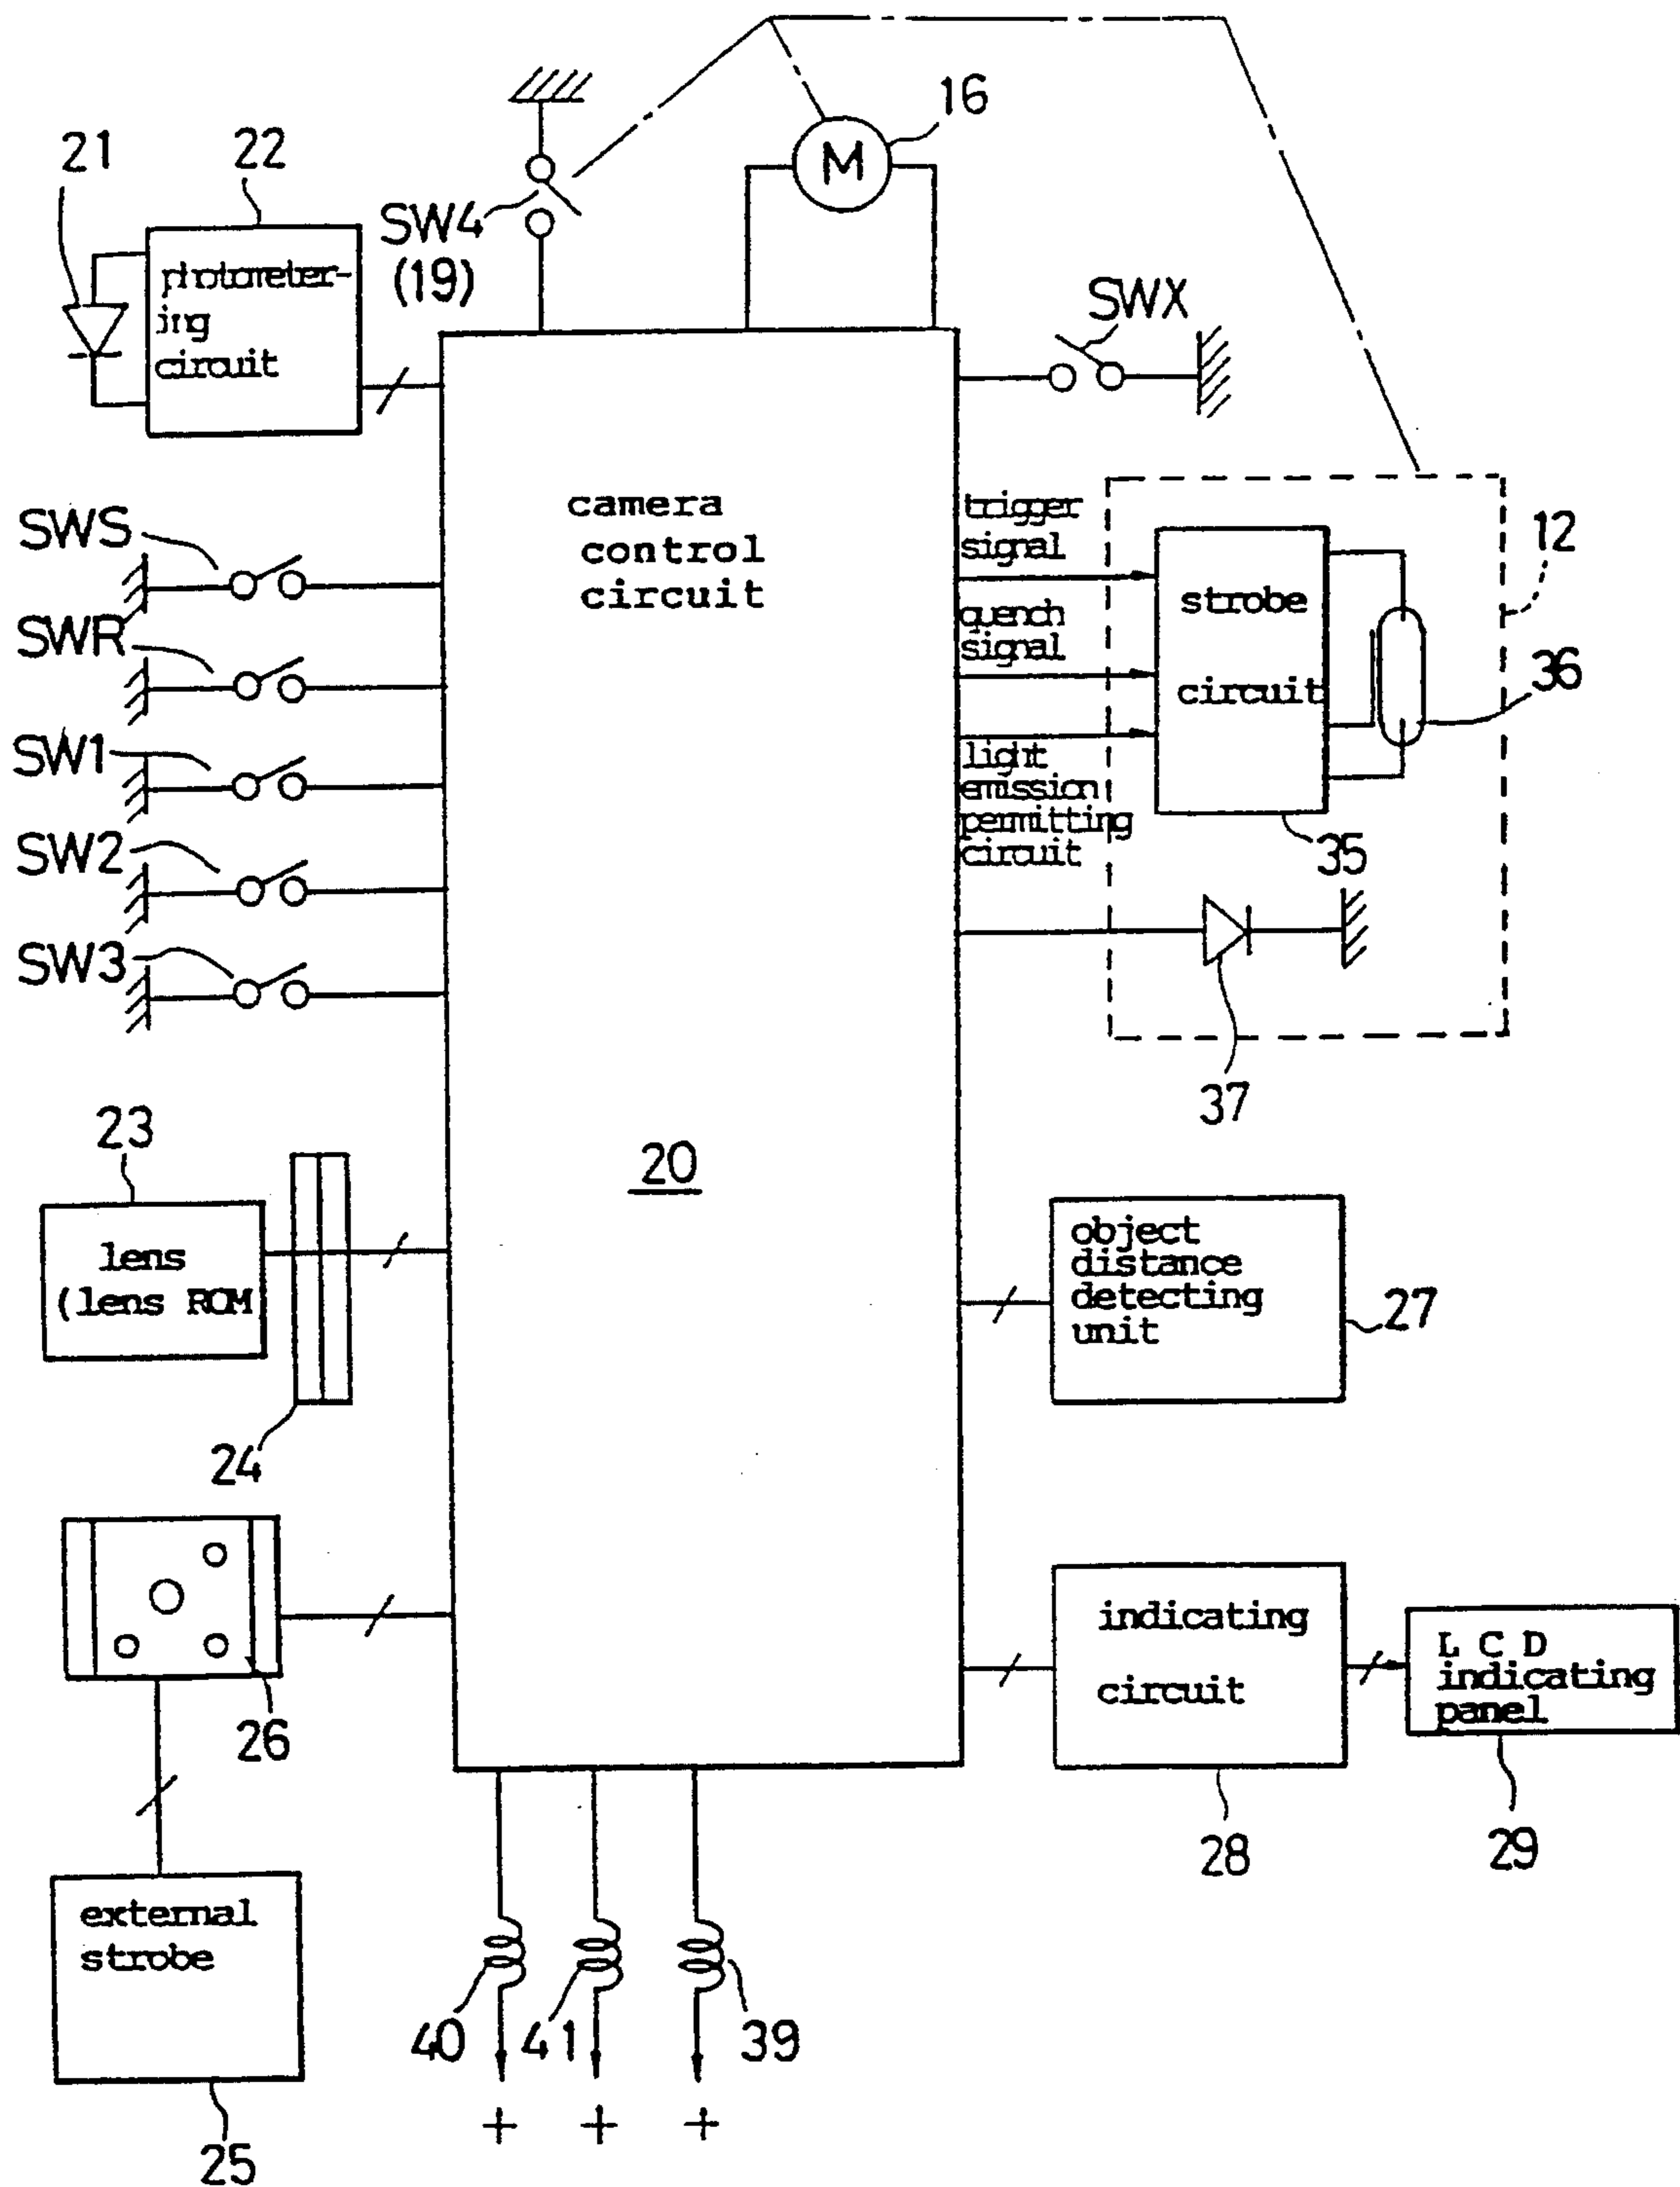 16
21
22
SW4
(19)
M
photometer-
ing
circuit
SWX
camera
control
circuit
SWS
SWR
SW1
SW2
SW3
trigger
signal
quench
signal
light
emission
permitting
circuit
strobe
circuit
12
36
35
37
23
lens
(lens ROM
24
20
object
distance
detecting
unit
27
26
indicating
circuit
28
L C D
indicating
panel
29
external
strobe
25
40
41
39
+
+
+